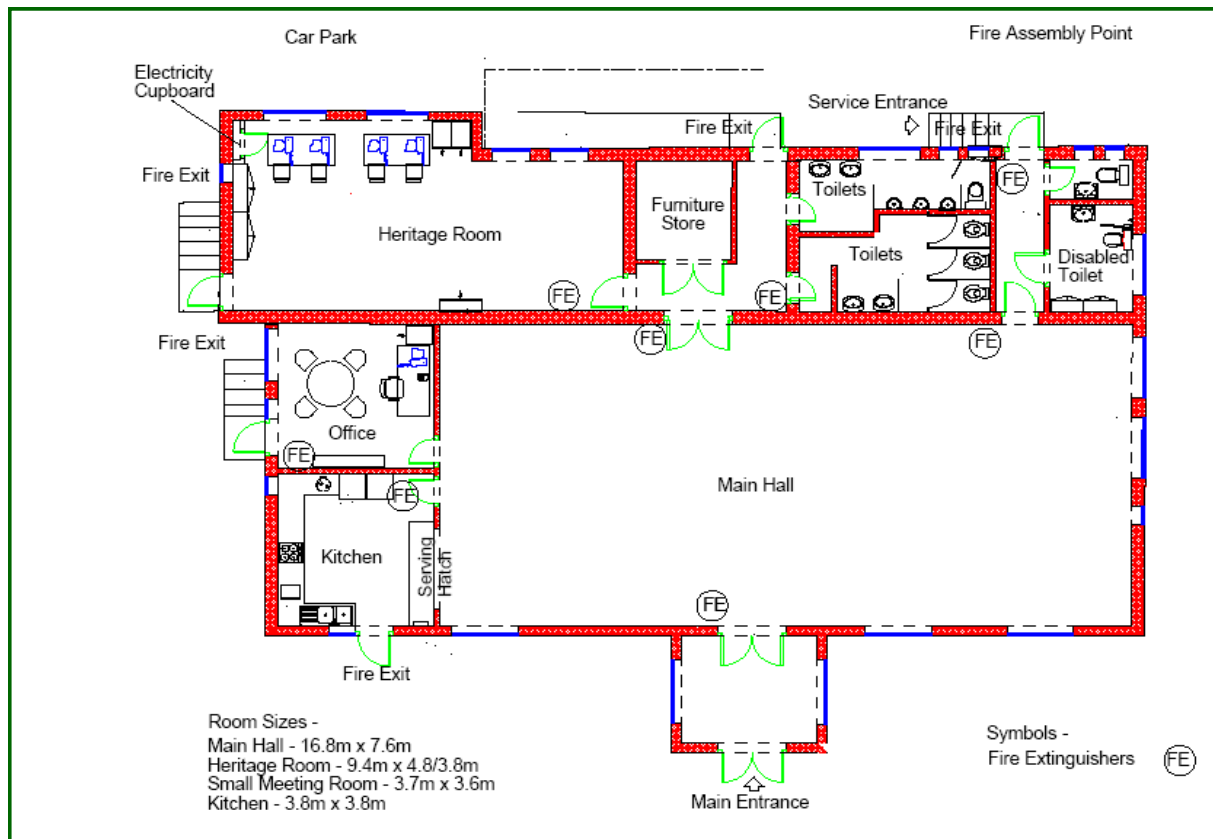 Car Park
Fire Assembly Point
Electricity
Cupboard
Service Entrance
Fire Exit
Fire Exit
Fire Exit
FE
Toilets
Furniture
Store
Heritage Room
Toilets
Disabled
Toilet
FE
FE
Fire Exit
FE
FE
Office
FE
Main Hall
FE
Kitchen
Serving
Hatch
FE
Fire Exit
Room Sizes -
Main Hall - 16.8m x 7.6m
Heritage Room - 9.4m x 4.8/3.8m
Small Meeting Room - 3.7m x 3.6m
Kitchen - 3.8m x 3.8m
Symbols -
Fire Extinguishers FE
Main Entrance